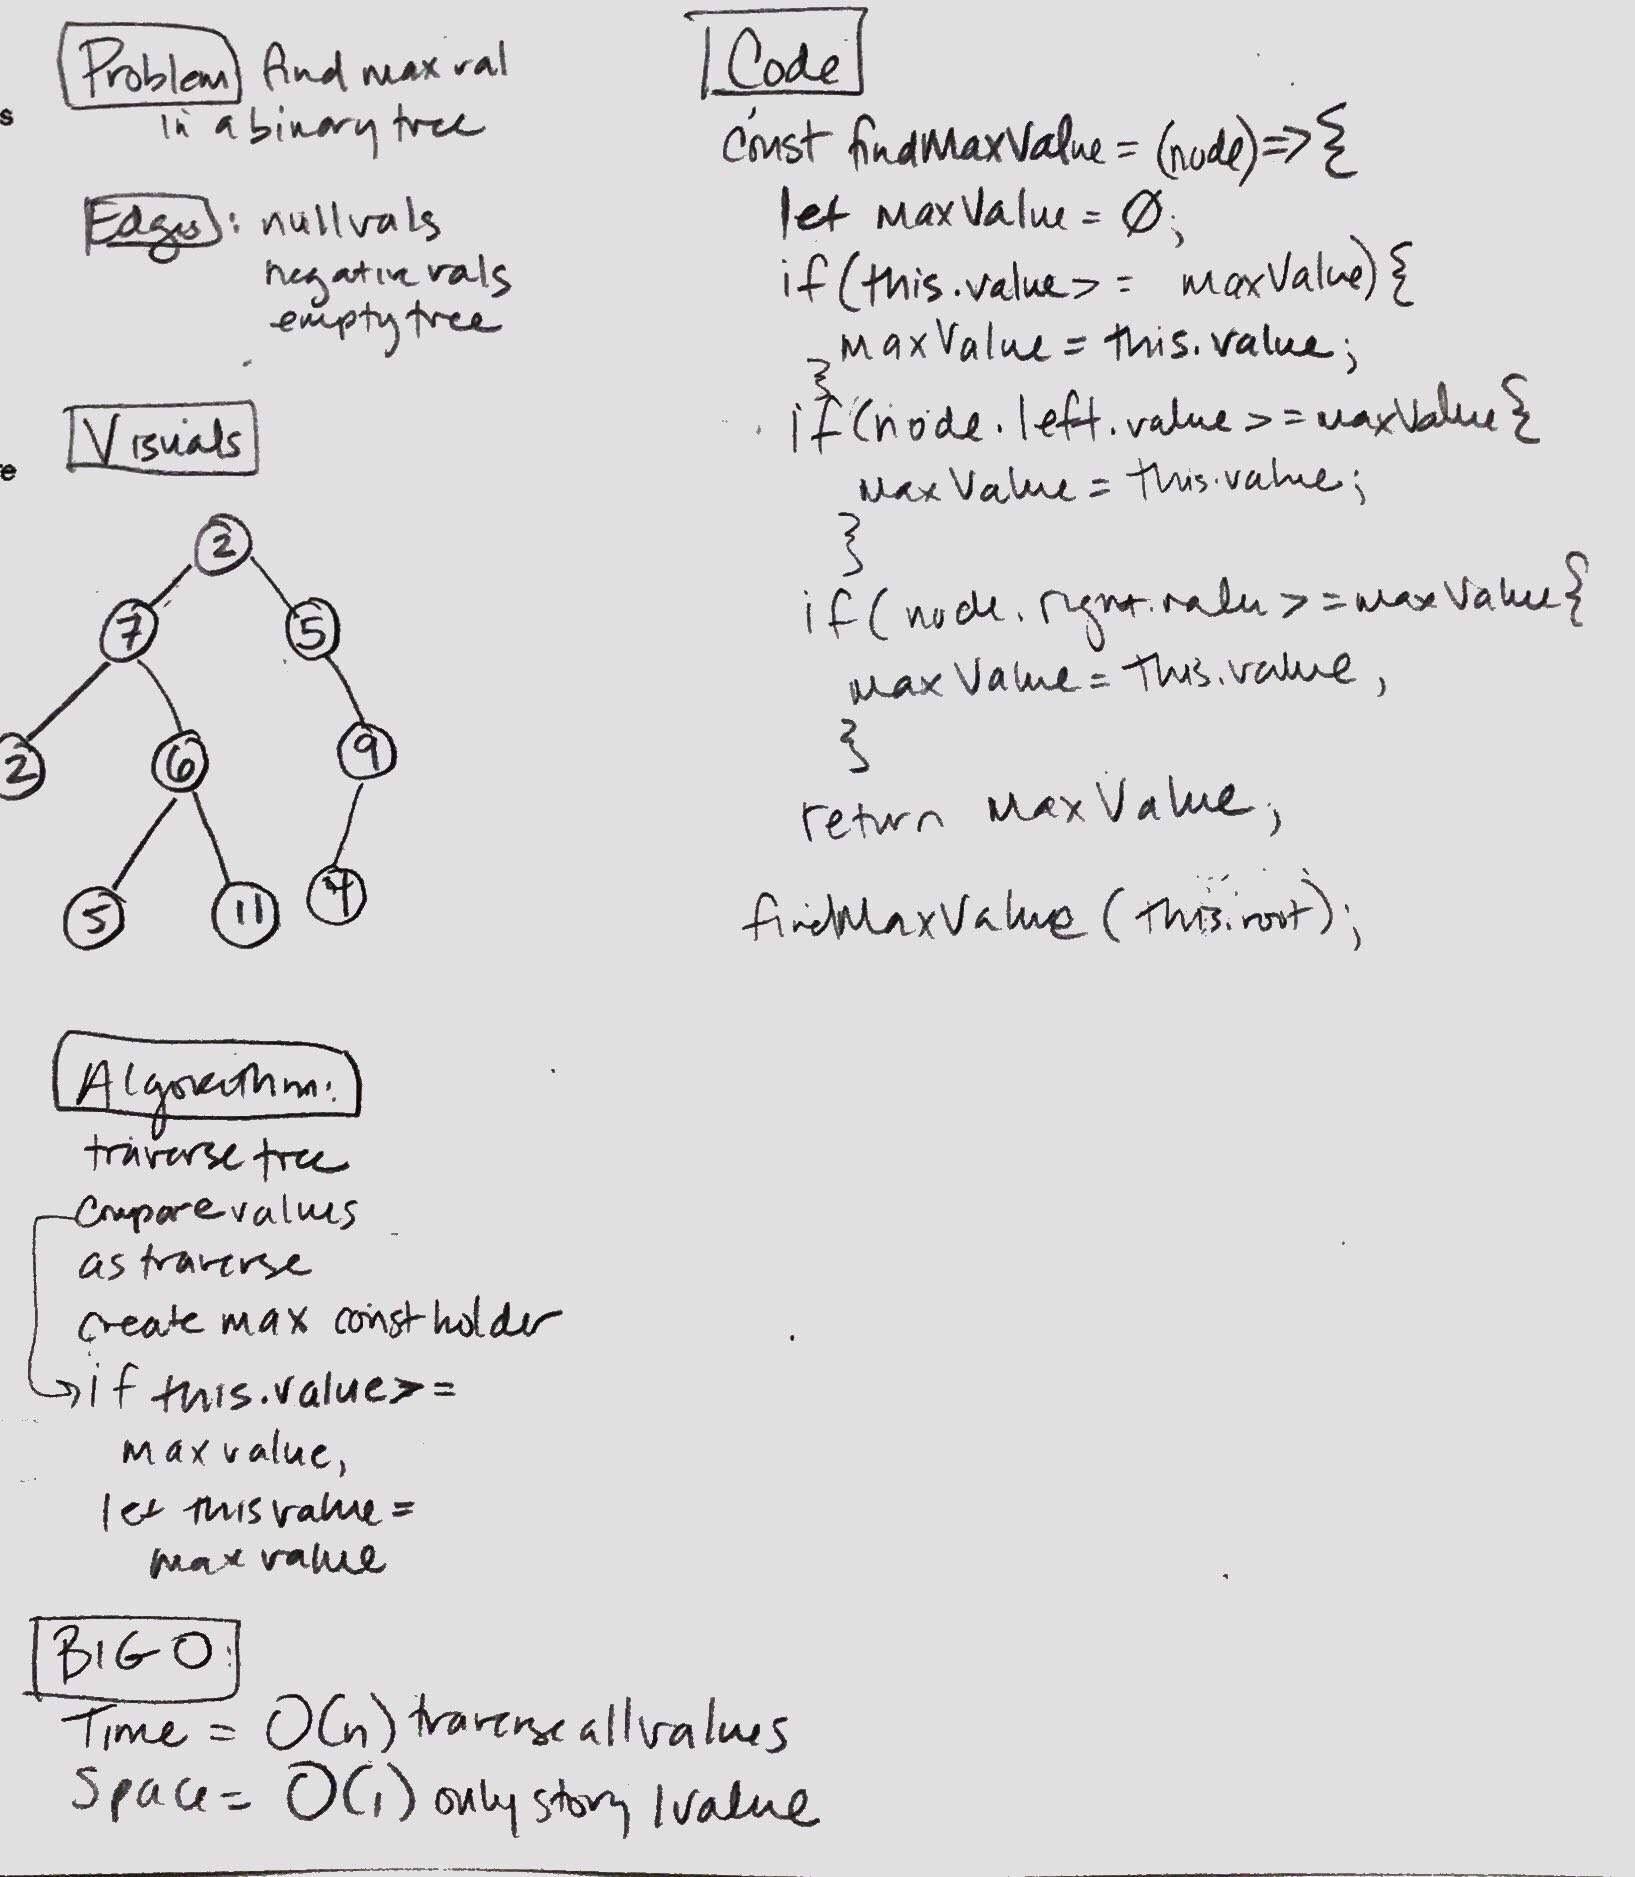 Problem find max val
in a binary tree
s
Edges: null vals
negative vals
empty tree
Visuals
re
2
7 5
2 6 9
5 11 4
Algorithm:
traverse tree
compare values
as traverse
create max const holder
if this.value >=
max value,
let this value =
max value
BIG O:
Time = O(n) traverse all values
Space = O(1) only story 1 value
Code
const findMaxValue = (node) => {
let maxValue = Ø;
if (this.value >= maxValue) {
maxValue = this.value;
}
if (node.left.value >= maxValue {
maxValue = this.value;
}
if (node.right.value >= maxValue {
maxValue = this.value,
}
return maxValue;
findMaxValue (this.root);